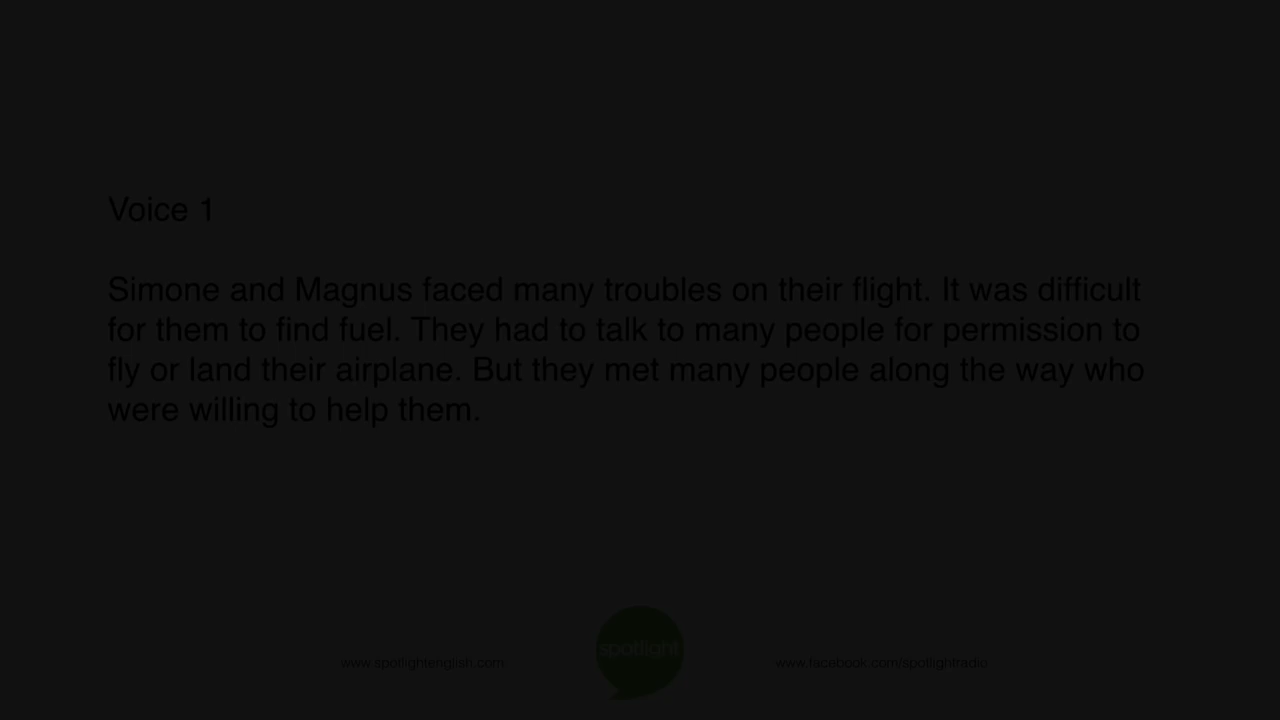 Voice 1
Simone and Magnus faced many troubles on their flight. It was difficult
for them to find fuel. They had to talk to many people for permission to
fly or land their airplane. But they met many people along the way who
were willing to help them.
spotlight
www.spotlightenglish.com
www.facebook.com/spotlightradio